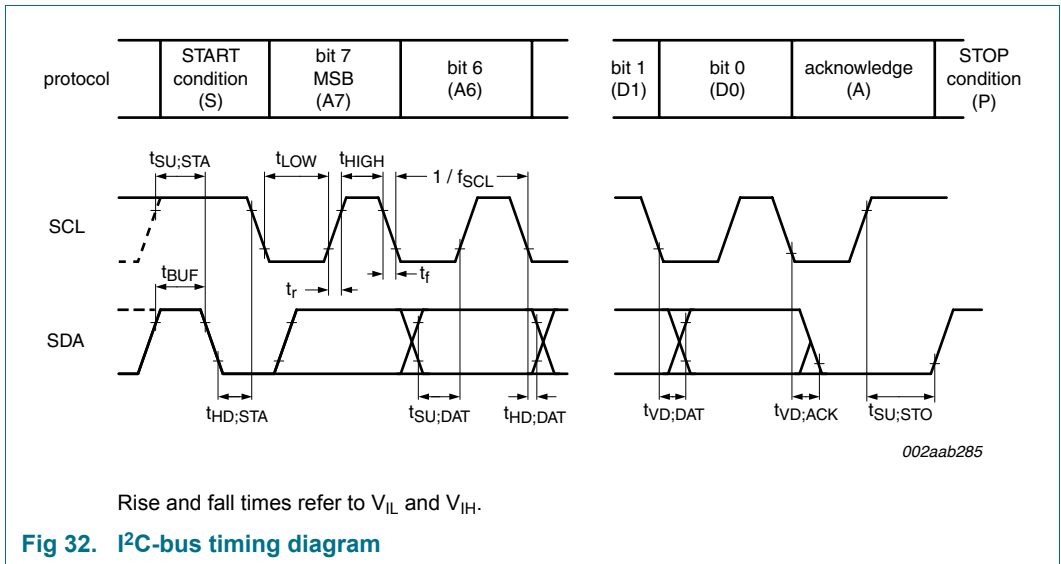 protocol
START
condition
(S)
bit 7
MSB
(A7)
bit 6
(A6)
bit 1
(D1)
bit 0
(D0)
acknowledge
(A)
STOP
condition
(P)
tSU;STA
tLOW
tHIGH
1 / fSCL
SCL
tBUF
tr
tf
SDA
tHD;STA
tSU;DAT
tHD;DAT
tVD;DAT
tVD;ACK
tSU;STO
002aab285
Rise and fall times refer to VIL and VIH.
Fig 32. I²C-bus timing diagram